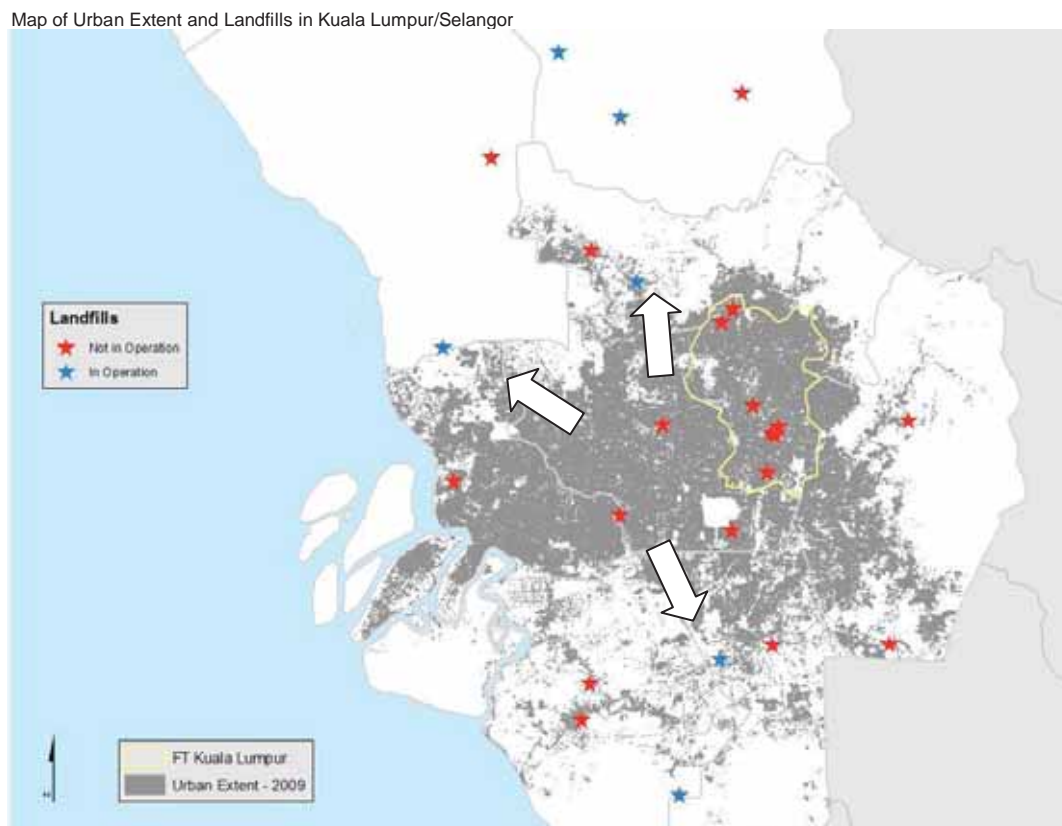 Map of Urban Extent and Landfills in Kuala Lumpur/Selangor
Landfills
Not in Operation
In Operation
FT Kuala Lumpur
Urban Extent - 2009